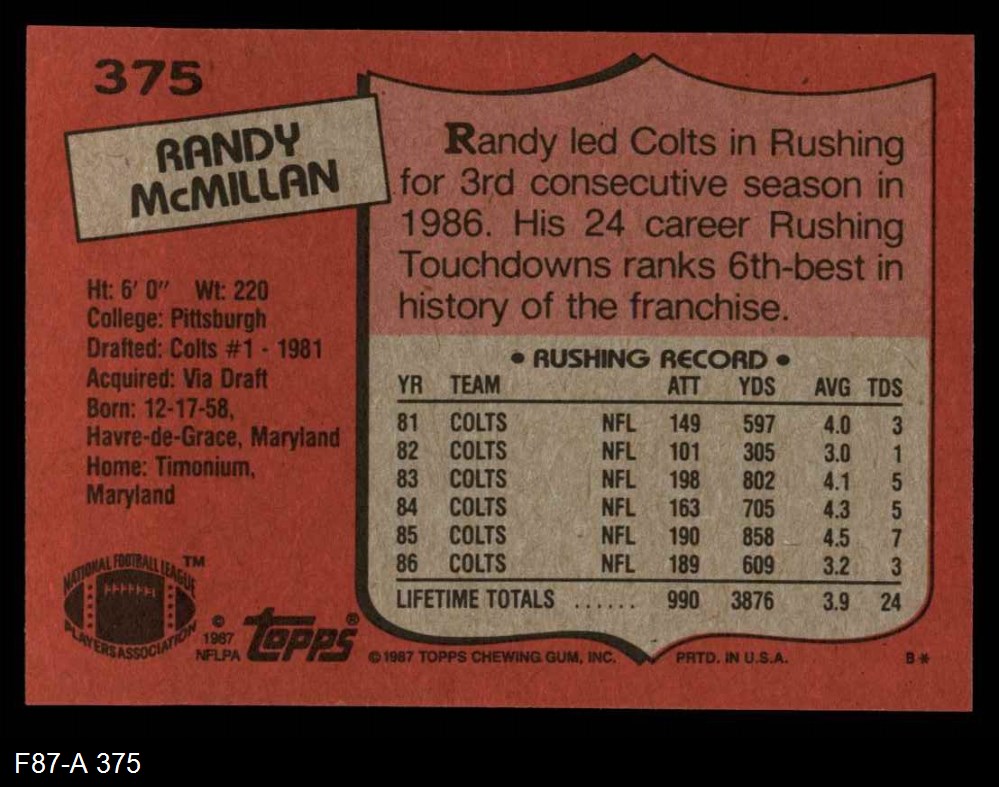 375
RANDY
McMILLAN
Randy led Colts in Rushing
for 3rd consecutive season in
1986. His 24 career Rushing
Touchdowns ranks 6th-best in
history of the franchise.
Ht: 6' 0" Wt: 220
College: Pittsburgh
Drafted: Colts #1 - 1981
Acquired: Via Draft
Born: 12-17-58,
Havre-de-Grace, Maryland
Home: Timonium,
Maryland
• RUSHING RECORD •
YR TEAM ATT YDS AVG TDS
81 COLTS NFL 149 597 4.0 3
82 COLTS NFL 101 305 3.0 1
83 COLTS NFL 198 802 4.1 5
84 COLTS NFL 163 705 4.3 5
85 COLTS NFL 190 858 4.5 7
86 COLTS NFL 189 609 3.2 3
LIFETIME TOTALS ...... 990 3876 3.9 24
NATIONAL FOOTBALL LEAGUE ™
PLAYERS ASSOCIATION
©
1987
NFLPA
topps®
©1987 TOPPS CHEWING GUM, INC. PRTD. IN U.S.A. B*
F87-A 375